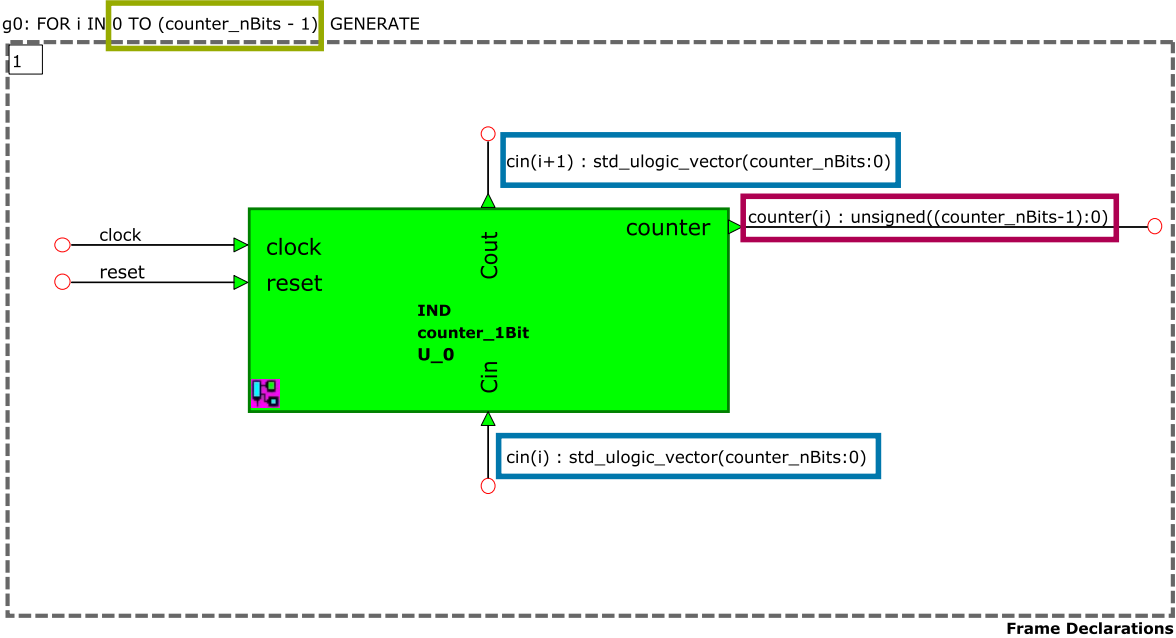 g0: FOR i IN 0 TO (counter_nBits - 1) GENERATE
1
cin(i+1) : std_ulogic_vector(counter_nBits:0)
counter(i) : unsigned((counter_nBits-1):0)
clock
reset
clock
reset
Cout
counter
IND
counter_1Bit
U_0
Cin
cin(i) : std_ulogic_vector(counter_nBits:0)
Frame Declarations